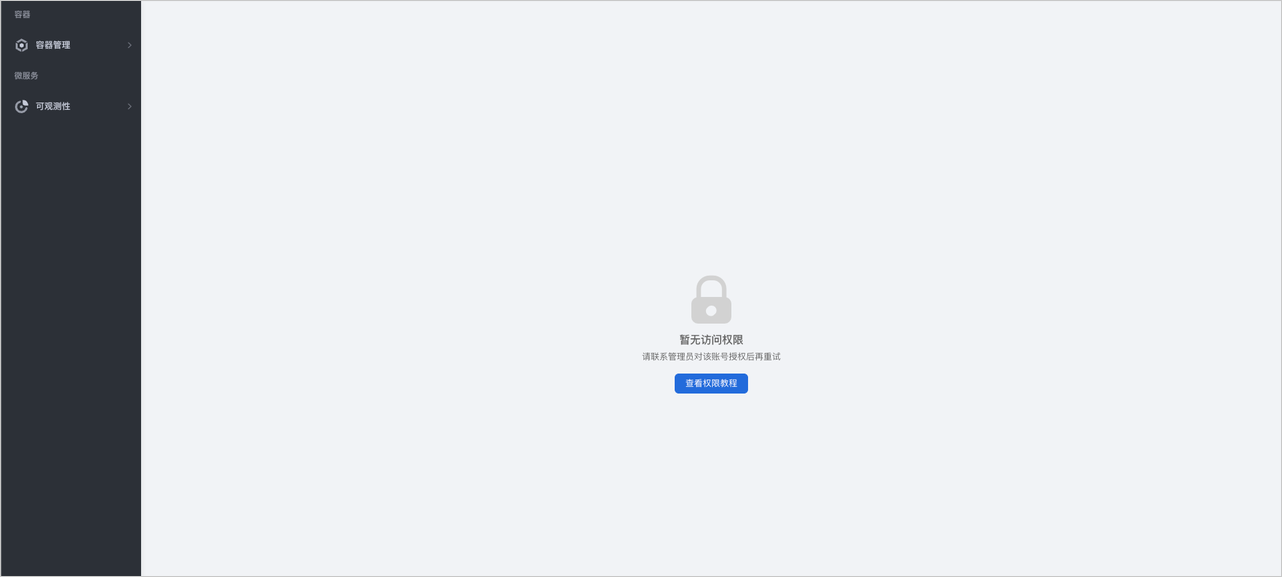 容器
容器管理
微服务
可观测性
暂无访问权限
请联系管理员对该账号授权后再重试
查看权限教程